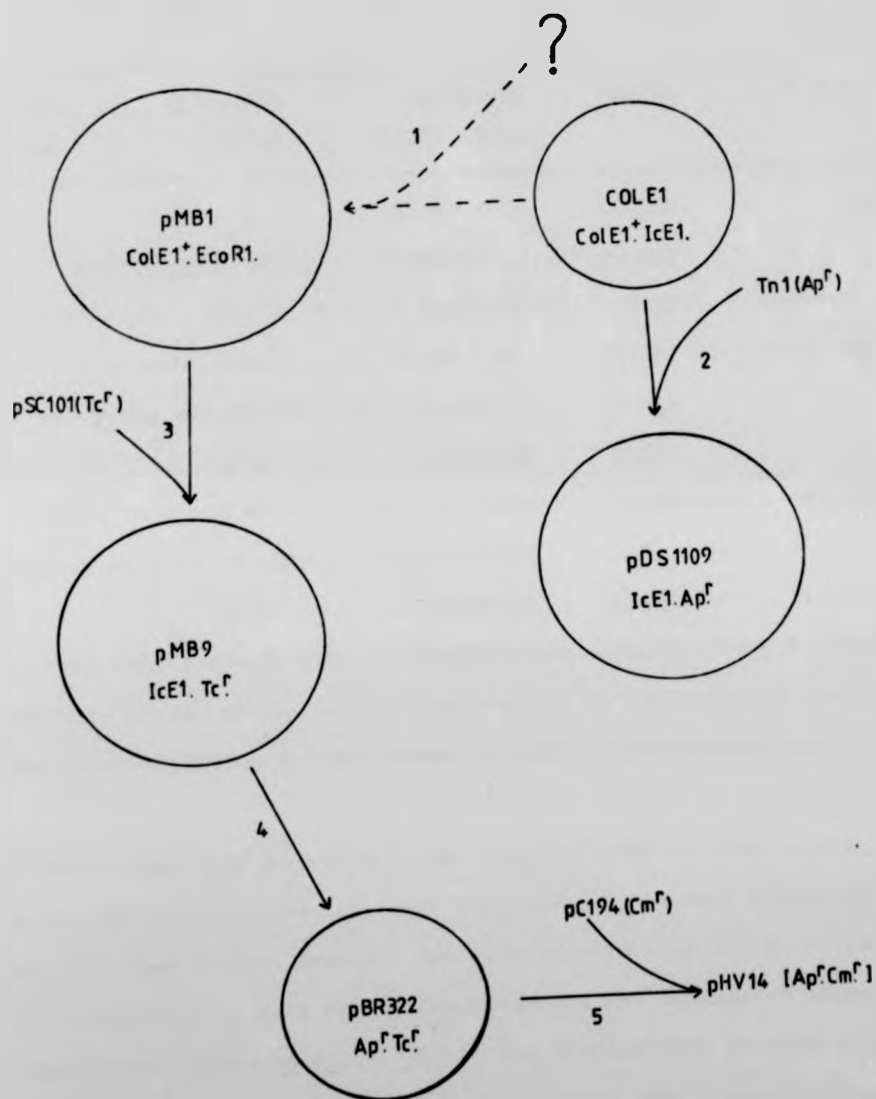 ?
1
pMB1
ColE1⁺. EcoR1.
COLE1
ColE1⁺. IcE1.
Tn1 (Apʳ)
2
pSC101(Tcʳ)
3
pDS1109
IcE1. Apʳ.
pMB9
IcE1. Tcʳ.
4
pC194 (Cmʳ)
pBR322
Apʳ. Tcʳ.
5
pHV14 [Apʳ. Cmʳ.]